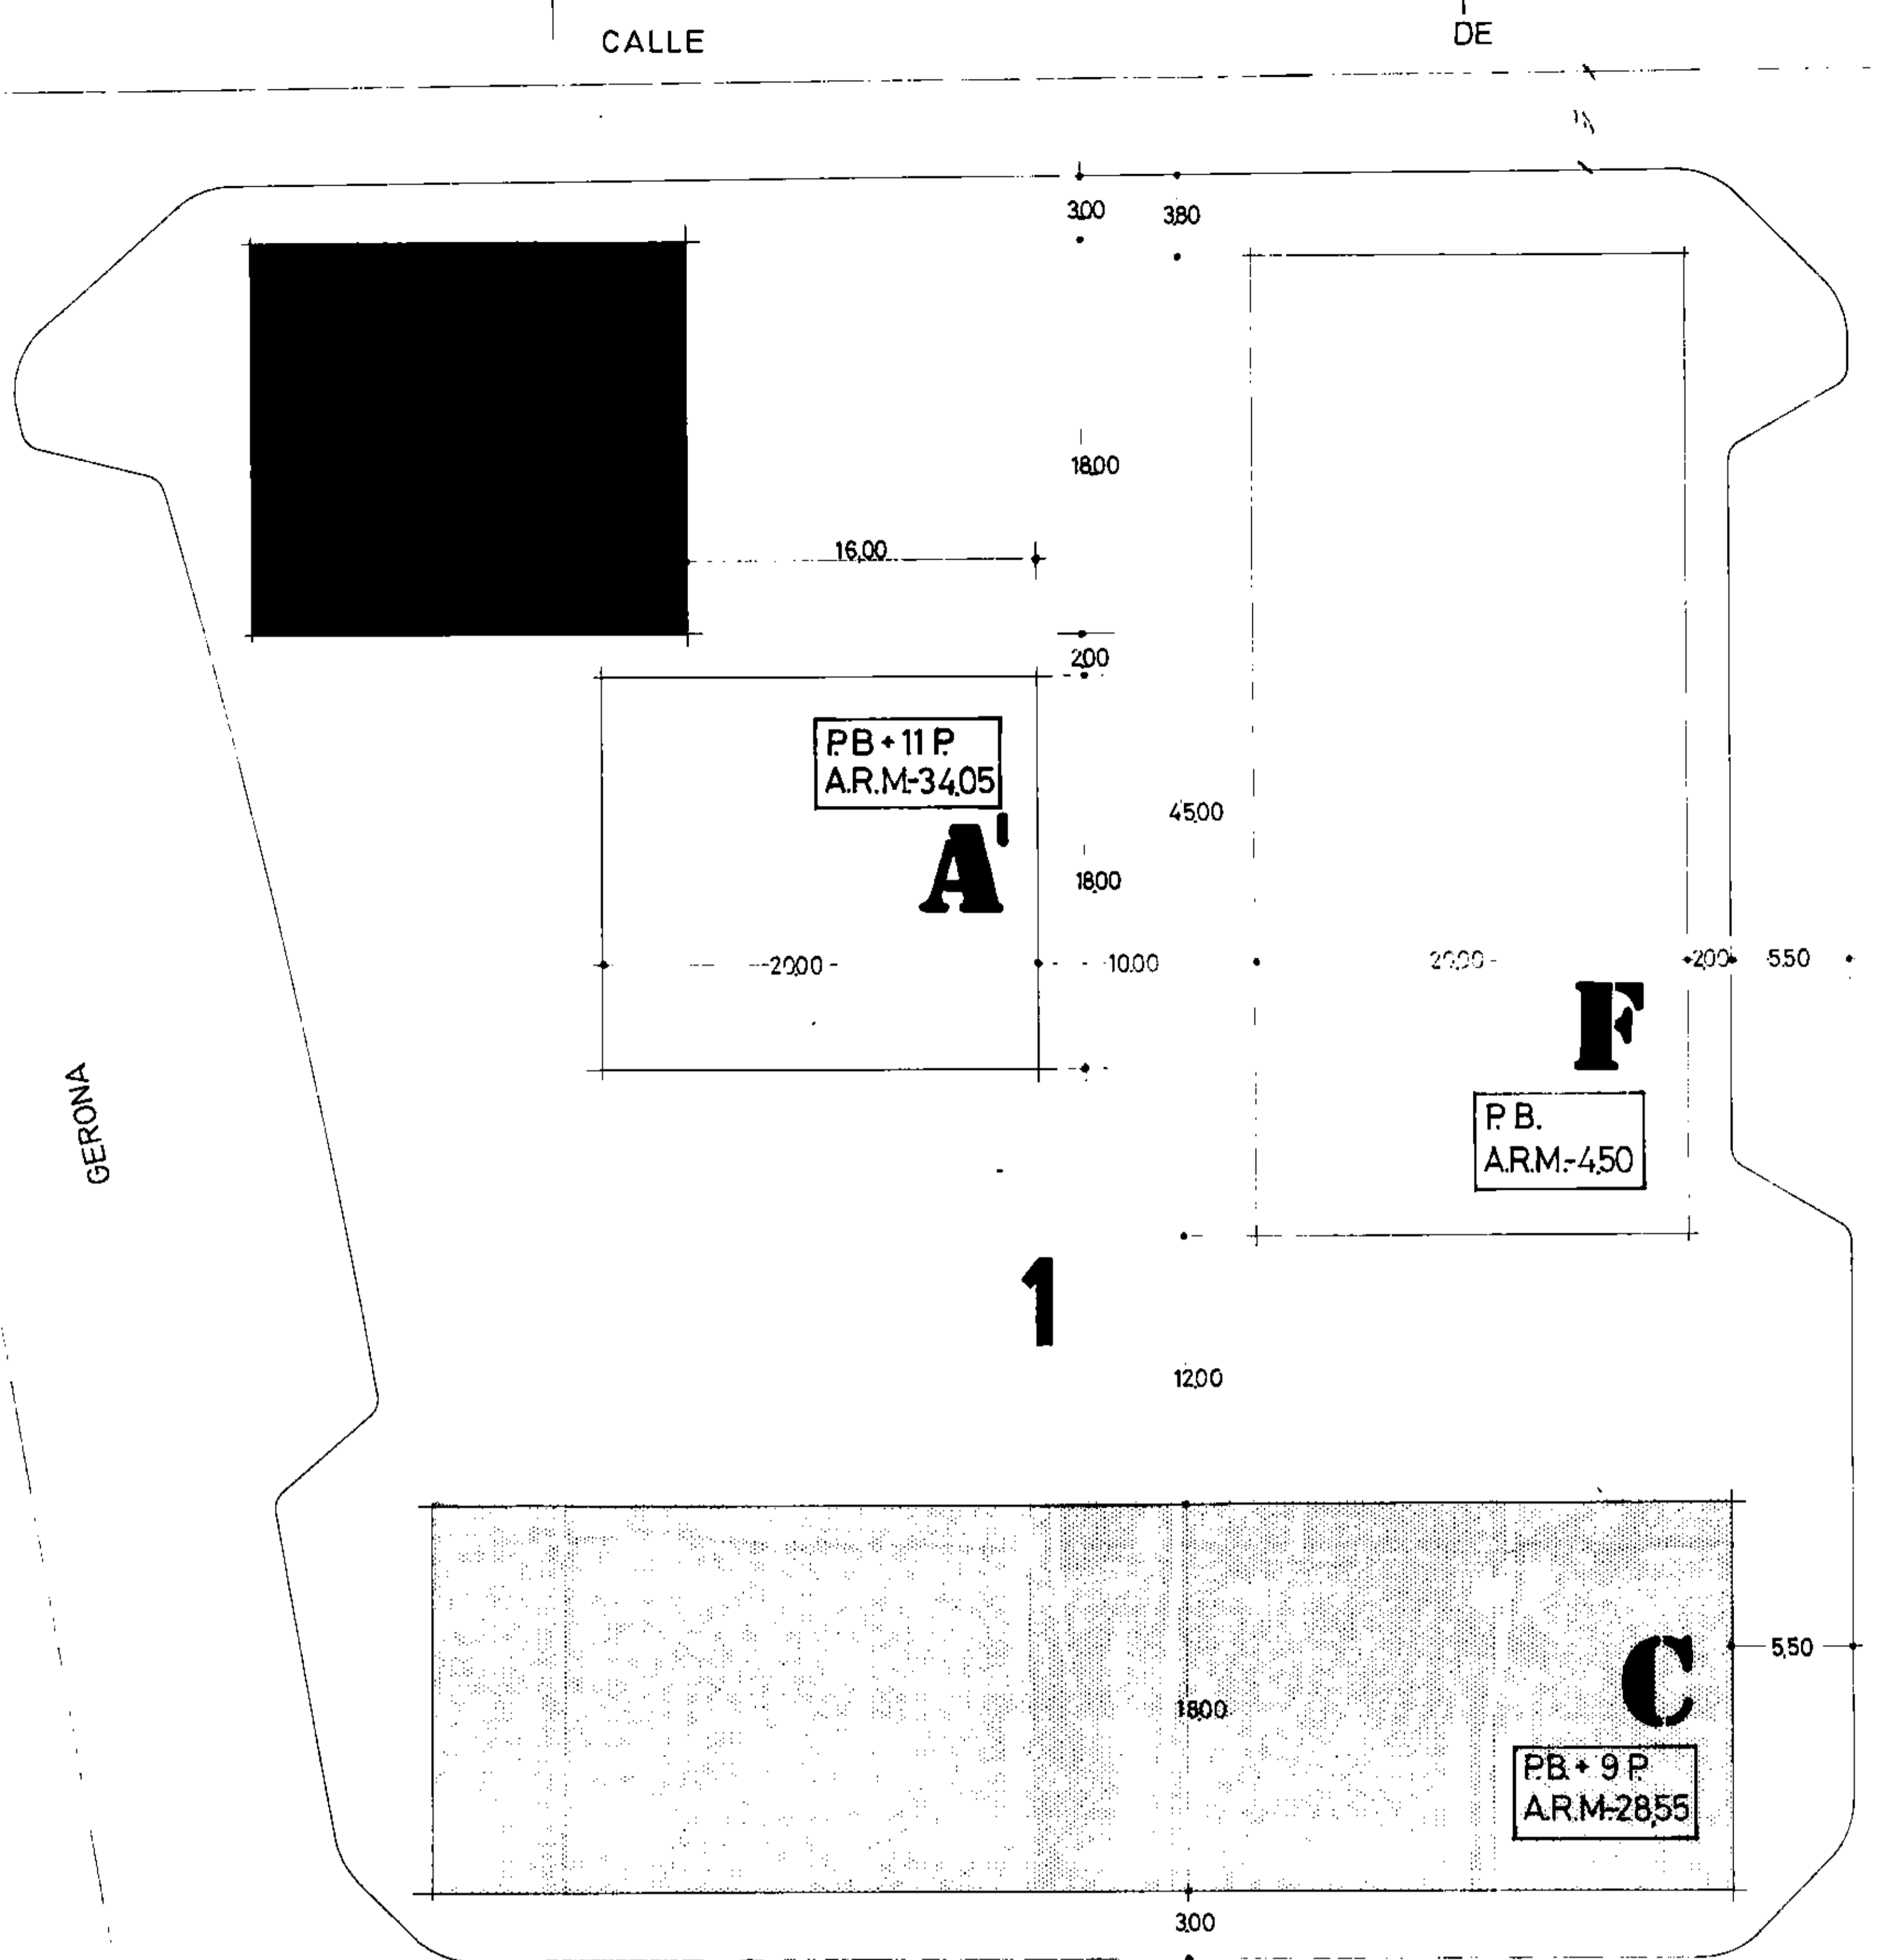 CALLE
DE
3,00
3,80
18,00
16,00
2,00
P.B + 11 P.
A.R.M-34,05
A'
45,00
18,00
20,00
10,00
20,00
2,00
5,50
F
GERONA
P. B.
A.R.M.-4,50
1
12,00
C
5,50
18,00
P.B. + 9 P.
A.R.M-28,55
3,00